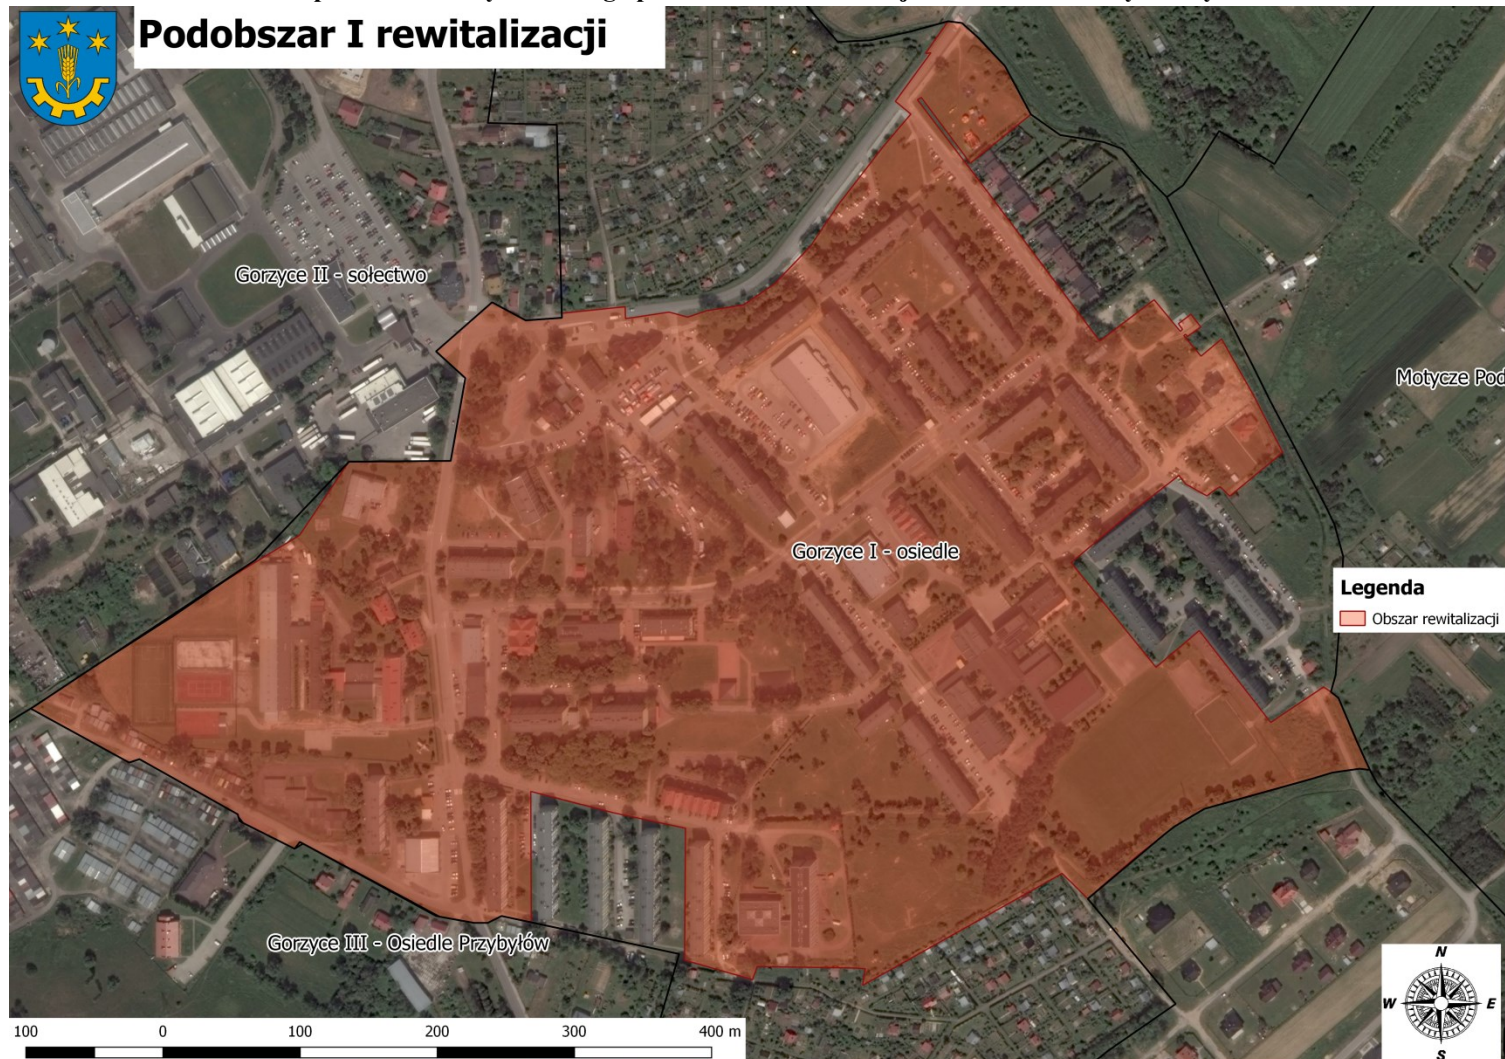 Podobszar I rewitalizacji
Gorzyce II - sołectwo
Motycze Pod
Gorzyce I - osiedle
Legenda
Obszar rewitalizacji
Gorzyce III - Osiedle Przybyłów
N
W E
S
100 0 100 200 300 400 m